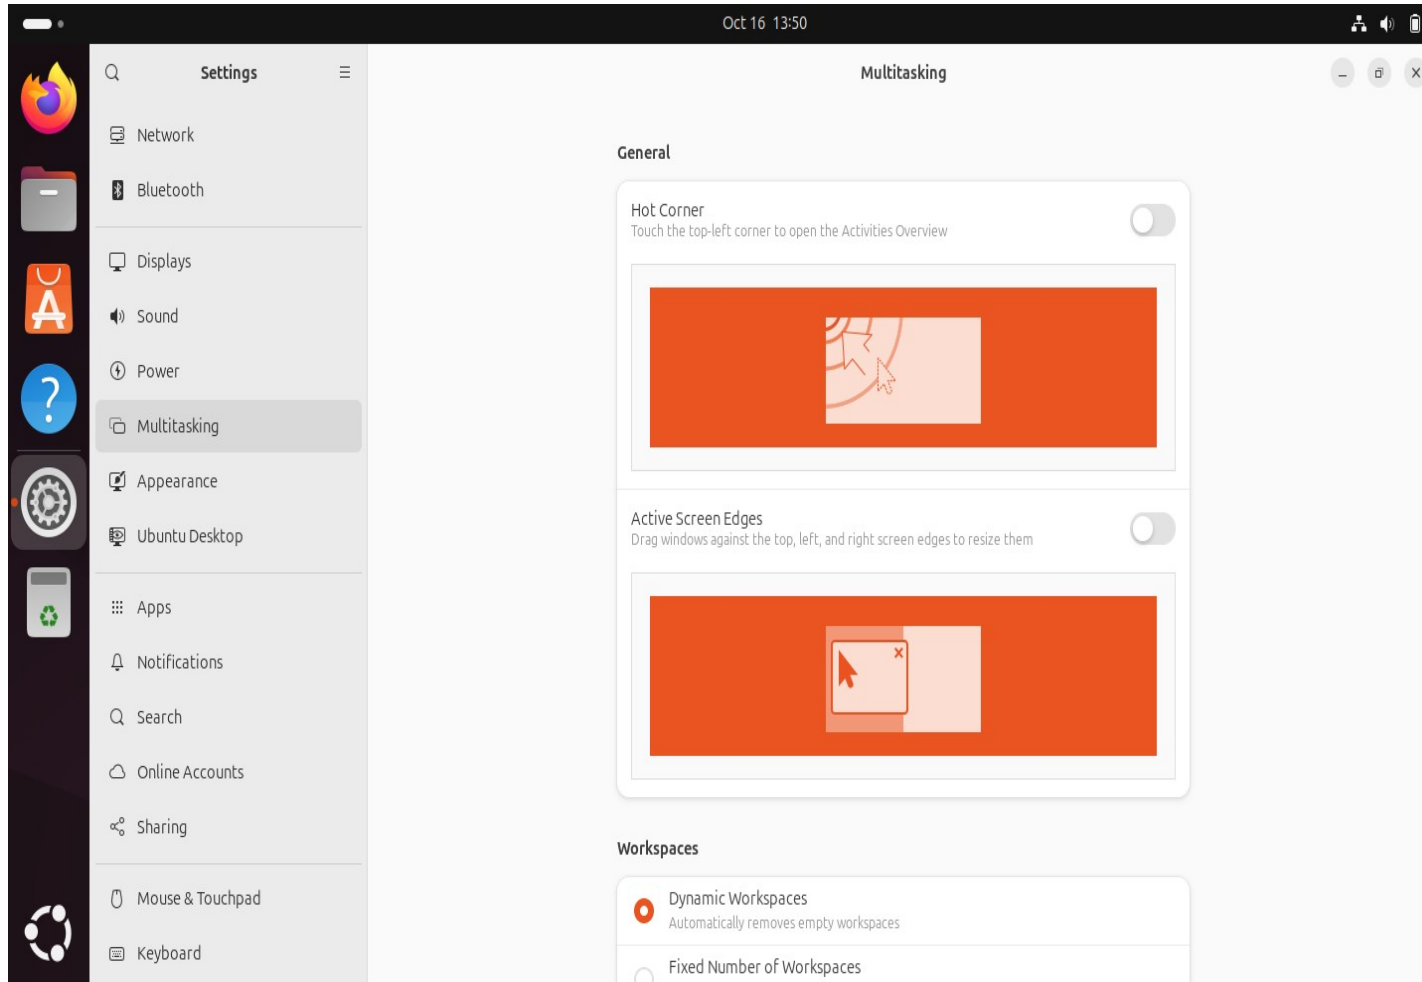 Oct 16 13:50
Settings
Network
Bluetooth
Displays
Sound
Power
Multitasking
Appearance
Ubuntu Desktop
Apps
Notifications
Search
Online Accounts
Sharing
Mouse & Touchpad
Keyboard
Multitasking
General
Hot Corner
Touch the top-left corner to open the Activities Overview
Active Screen Edges
Drag windows against the top, left, and right screen edges to resize them
Workspaces
Dynamic Workspaces
Automatically removes empty workspaces
Fixed Number of Workspaces